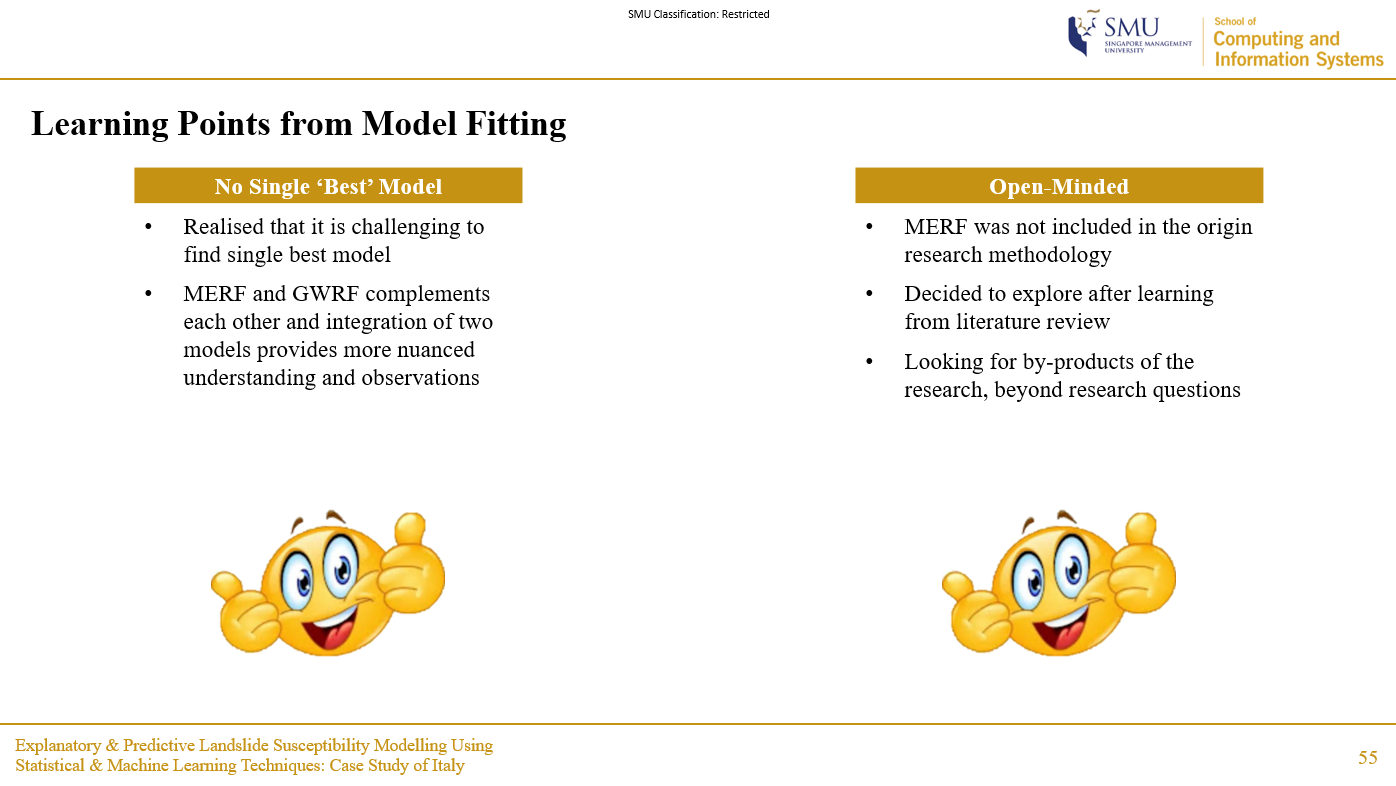 SMU Classification: Restricted
SMU
SINGAPORE MANAGEMENT
UNIVERSITY
School of
Computing and
Information Systems
Learning Points from Model Fitting
No Single ‘Best’ Model
• Realised that it is challenging to
find single best model
• MERF and GWRF complements
each other and integration of two
models provides more nuanced
understanding and observations
Open-Minded
• MERF was not included in the origin
research methodology
• Decided to explore after learning
from literature review
• Looking for by-products of the
research, beyond research questions
Explanatory & Predictive Landslide Susceptibility Modelling Using
Statistical & Machine Learning Techniques: Case Study of Italy
55